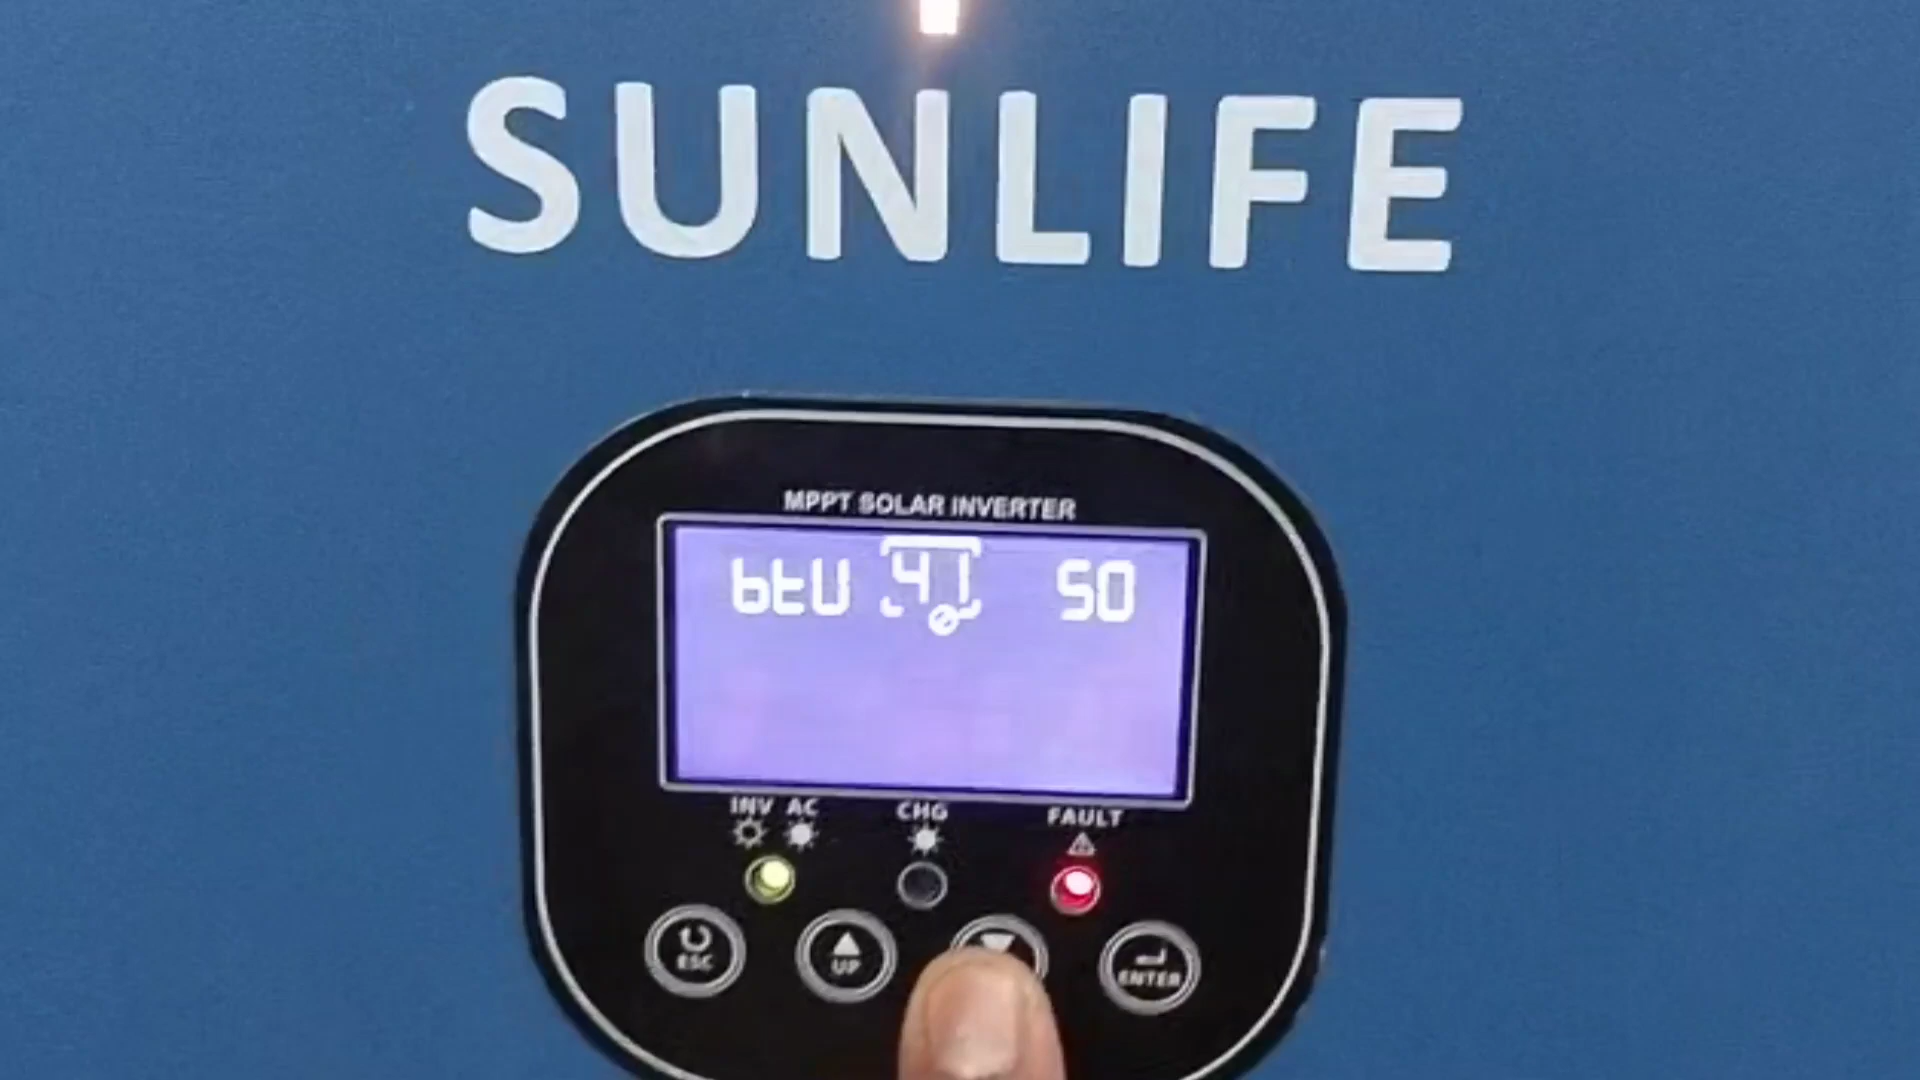 SUNLIFE
MPPT SOLAR INVERTER
btU 41 50
INV AC CHG FAULT
ESC UP ENTER